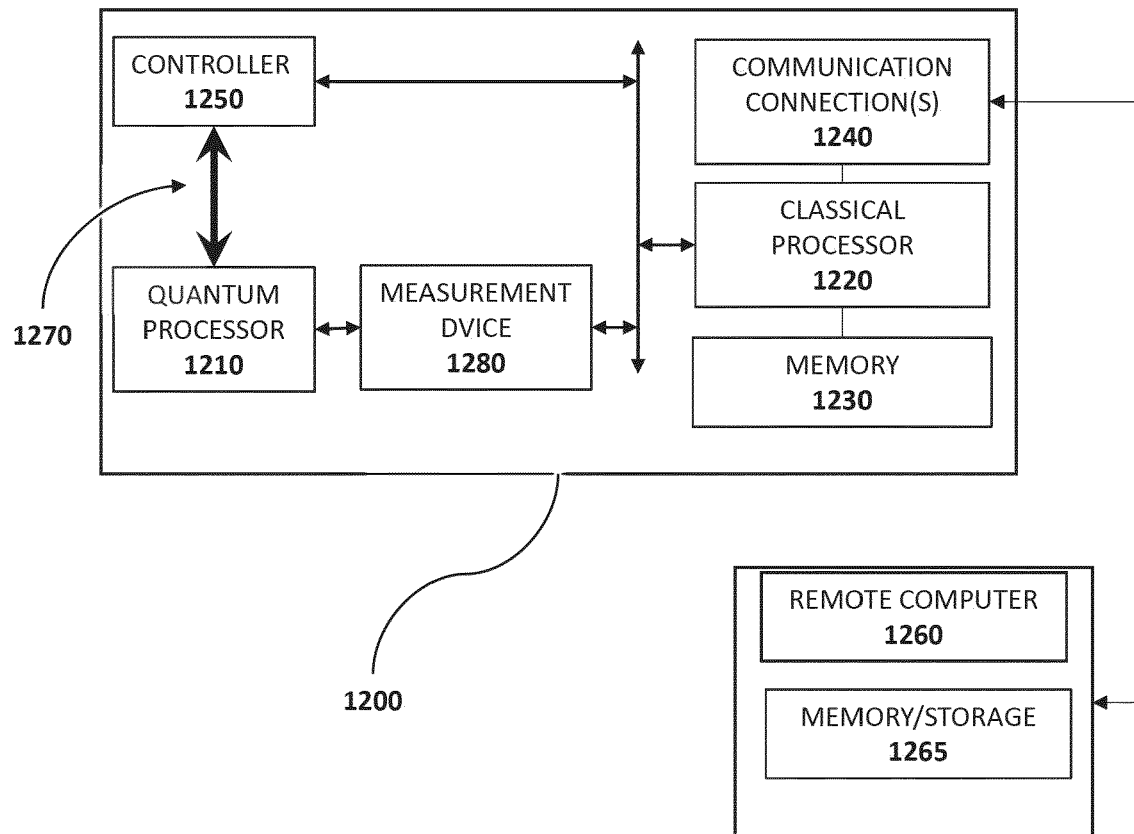 CONTROLLER
1250
COMMUNICATION
CONNECTION(S)
1240
CLASSICAL
PROCESSOR
1220
QUANTUM
PROCESSOR
1210
MEASUREMENT
DVICE
1280
1270
MEMORY
1230
REMOTE COMPUTER
1260
1200
MEMORY/STORAGE
1265